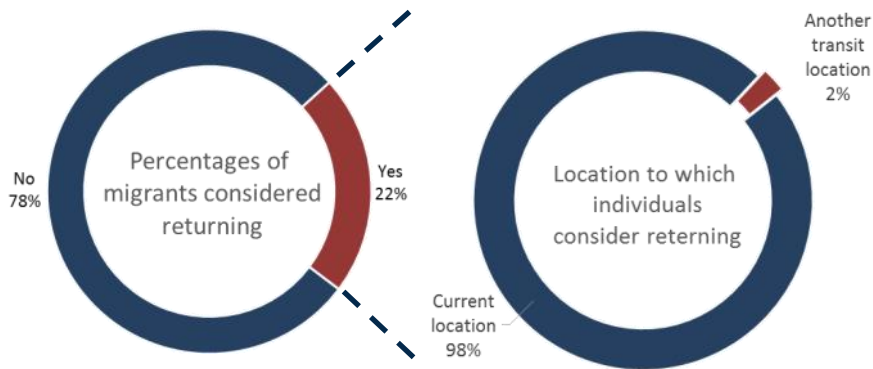 Percentages of
migrants considered
returning
No
78%
Yes
22%
Location to which
individuals
consider reterning
Another
transit
location
2%
Current
location
98%